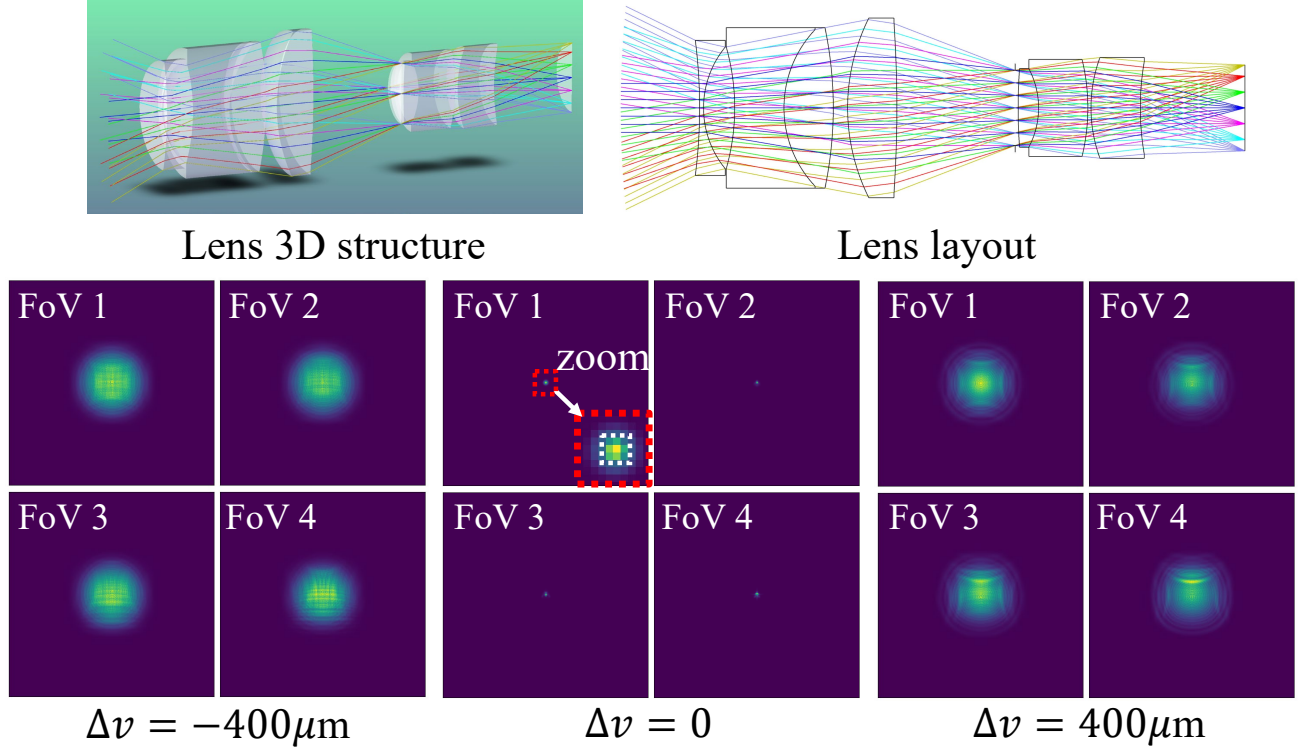 Lens 3D structure
Lens layout
FoV 1
FoV 2
FoV 3
FoV 4
Δv = −400μm
FoV 1
zoom
FoV 2
FoV 3
FoV 4
Δv = 0
FoV 1
FoV 2
FoV 3
FoV 4
Δv = 400μm